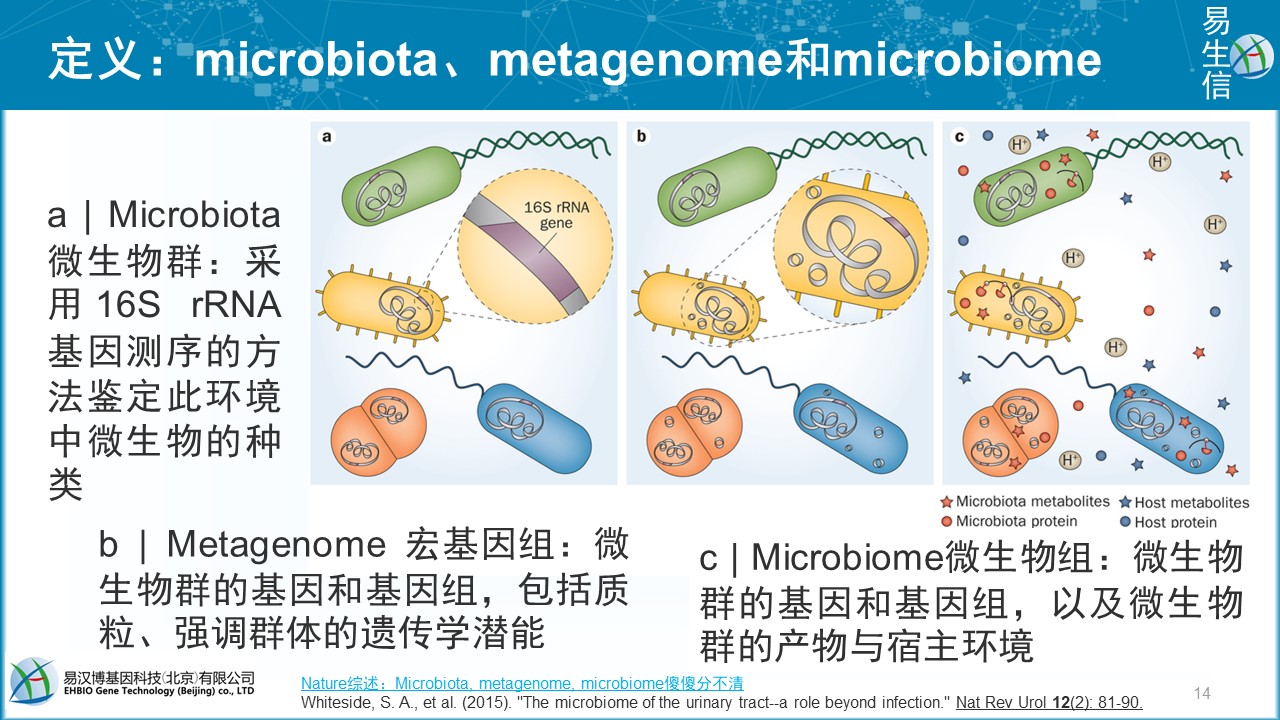 定义：microbiota、metagenome和microbiome
易
生
信
a
b
c
16S rRNA
gene
H⁺
H⁺
H⁺
H⁺
H⁺
H⁺
a | Microbiota
微生物群：采
用 16S rRNA
基因测序的方
法鉴定此环境
中微生物的种
类
Microbiota metabolites
Host metabolites
Microbiota protein
Host protein
b | Metagenome 宏基因组：微
生物群的基因和基因组，包括质
粒、强调群体的遗传学潜能
c | Microbiome微生物组：微生物
群的基因和基因组，以及微生物
群的产物与宿主环境
易汉博基因科技(北京)有限公司
EHBIO Gene Technology (Beijing) co., LTD
Nature综述：Microbiota, metagenome, microbiome傻傻分不清
Whiteside, S. A., et al. (2015). "The microbiome of the urinary tract--a role beyond infection." Nat Rev Urol 12(2): 81-90.
14